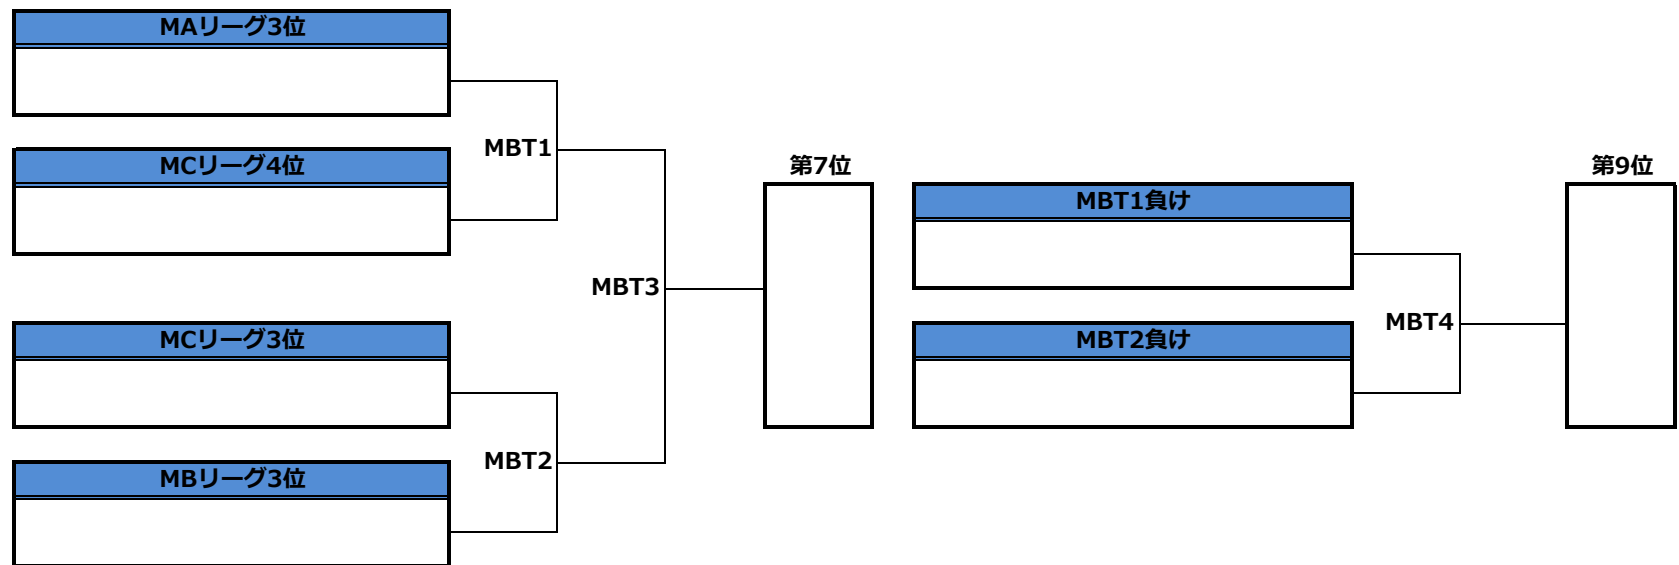 MAリーグ3位
MBT1
MCリーグ4位
MBT3
第7位
MCリーグ3位
MBT2
MBリーグ3位
第9位
MBT1負け
MBT4
MBT2負け